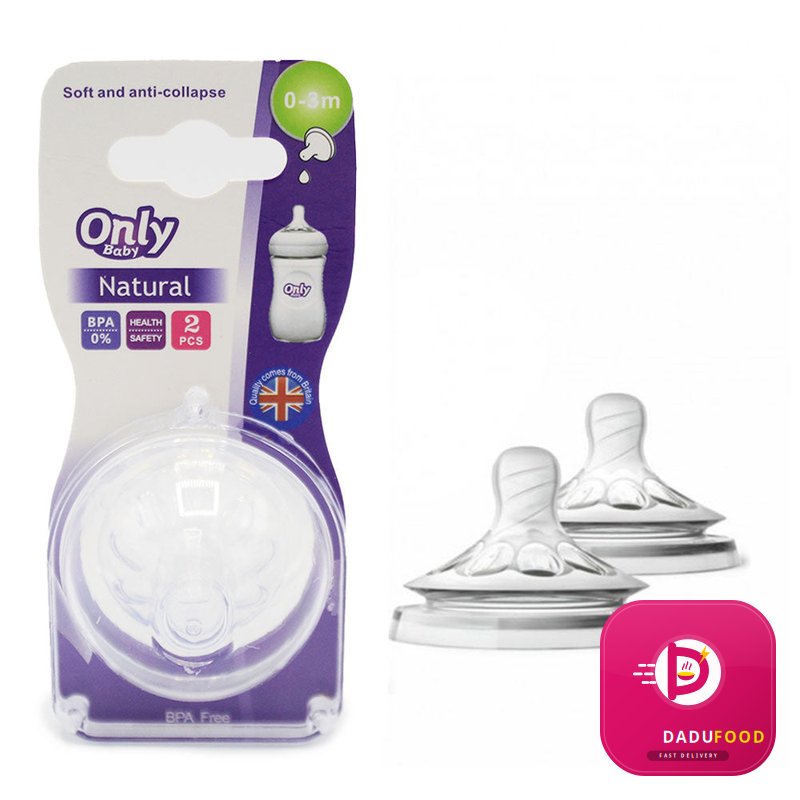 Soft and anti-collapse
0-3m
Only
Baby
Natural
Only
BPA
0%
HEALTH
SAFETY
2
PCS
Quality comes from Britain
BPA Free
DADUFOOD
FAST DELIVERY